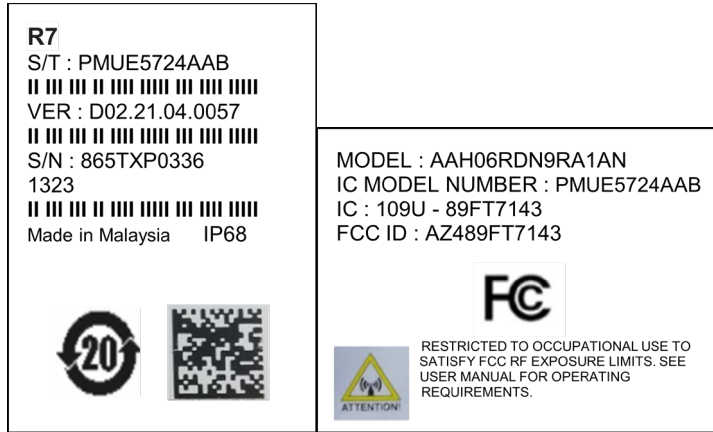 R7
S/T : PMUE5724AAB
VER : D02.21.04.0057
S/N : 865TXP0336
1323
Made in Malaysia IP68
20
MODEL : AAH06RDN9RA1AN
IC MODEL NUMBER : PMUE5724AAB
IC : 109U - 89FT7143
FCC ID : AZ489FT7143
FC
RESTRICTED TO OCCUPATIONAL USE TO
SATISFY FCC RF EXPOSURE LIMITS. SEE
USER MANUAL FOR OPERATING
REQUIREMENTS.
ATTENTION!